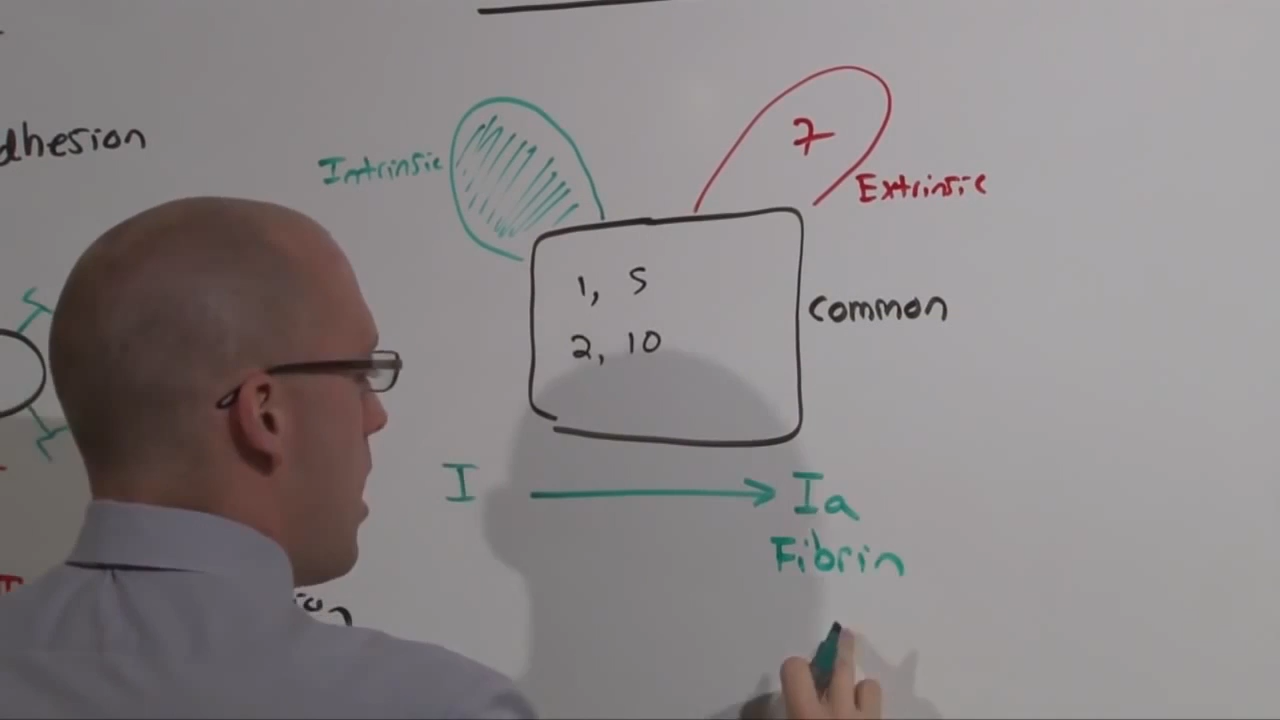 dhesion
Intrinsic
7
Extrinsic
1, 5
2, 10
Common
I
Ia
Fibrin